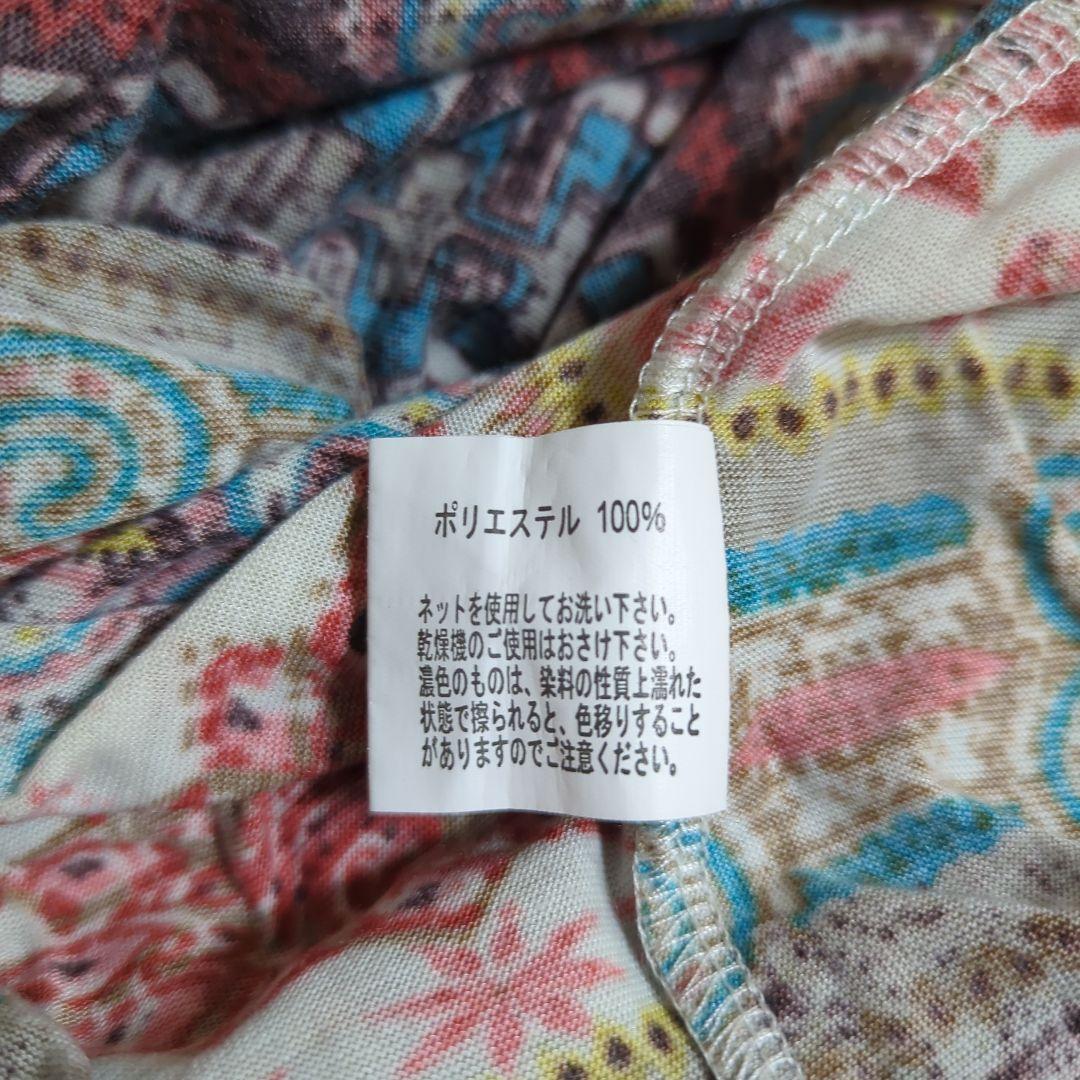 ポリエステル 100%
ネットを使用してお洗い下さい。
乾燥機のご使用はおさけ下さい。
濃色のものは、染料の性質上濡れた
状態で擦られると、色移りすること
がありますのでご注意ください。